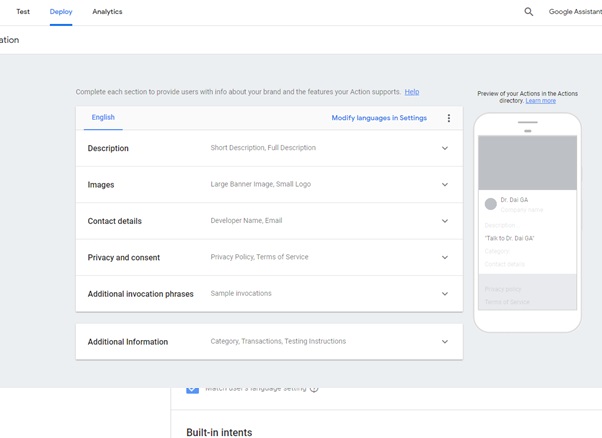 Test Deploy Analytics Google Assistant
ation
Complete each section to provide users with info about your brand and the features your Action supports. Help
Preview of your Actions in the Actions
directory. Learn more
English Modify languages in Settings
Description Short Description, Full Description
Images Large Banner Image, Small Logo
Contact details Developer Name, Email
Privacy and consent Privacy Policy, Terms of Service
Additional invocation phrases Sample invocations
Additional Information Category, Transactions, Testing Instructions
Dr. Dai GA
Company name
Description
"Talk to Dr. Dai GA"
Category
Contact details
Privacy policy
Terms of Service
Match user's language setting
Built-in intents